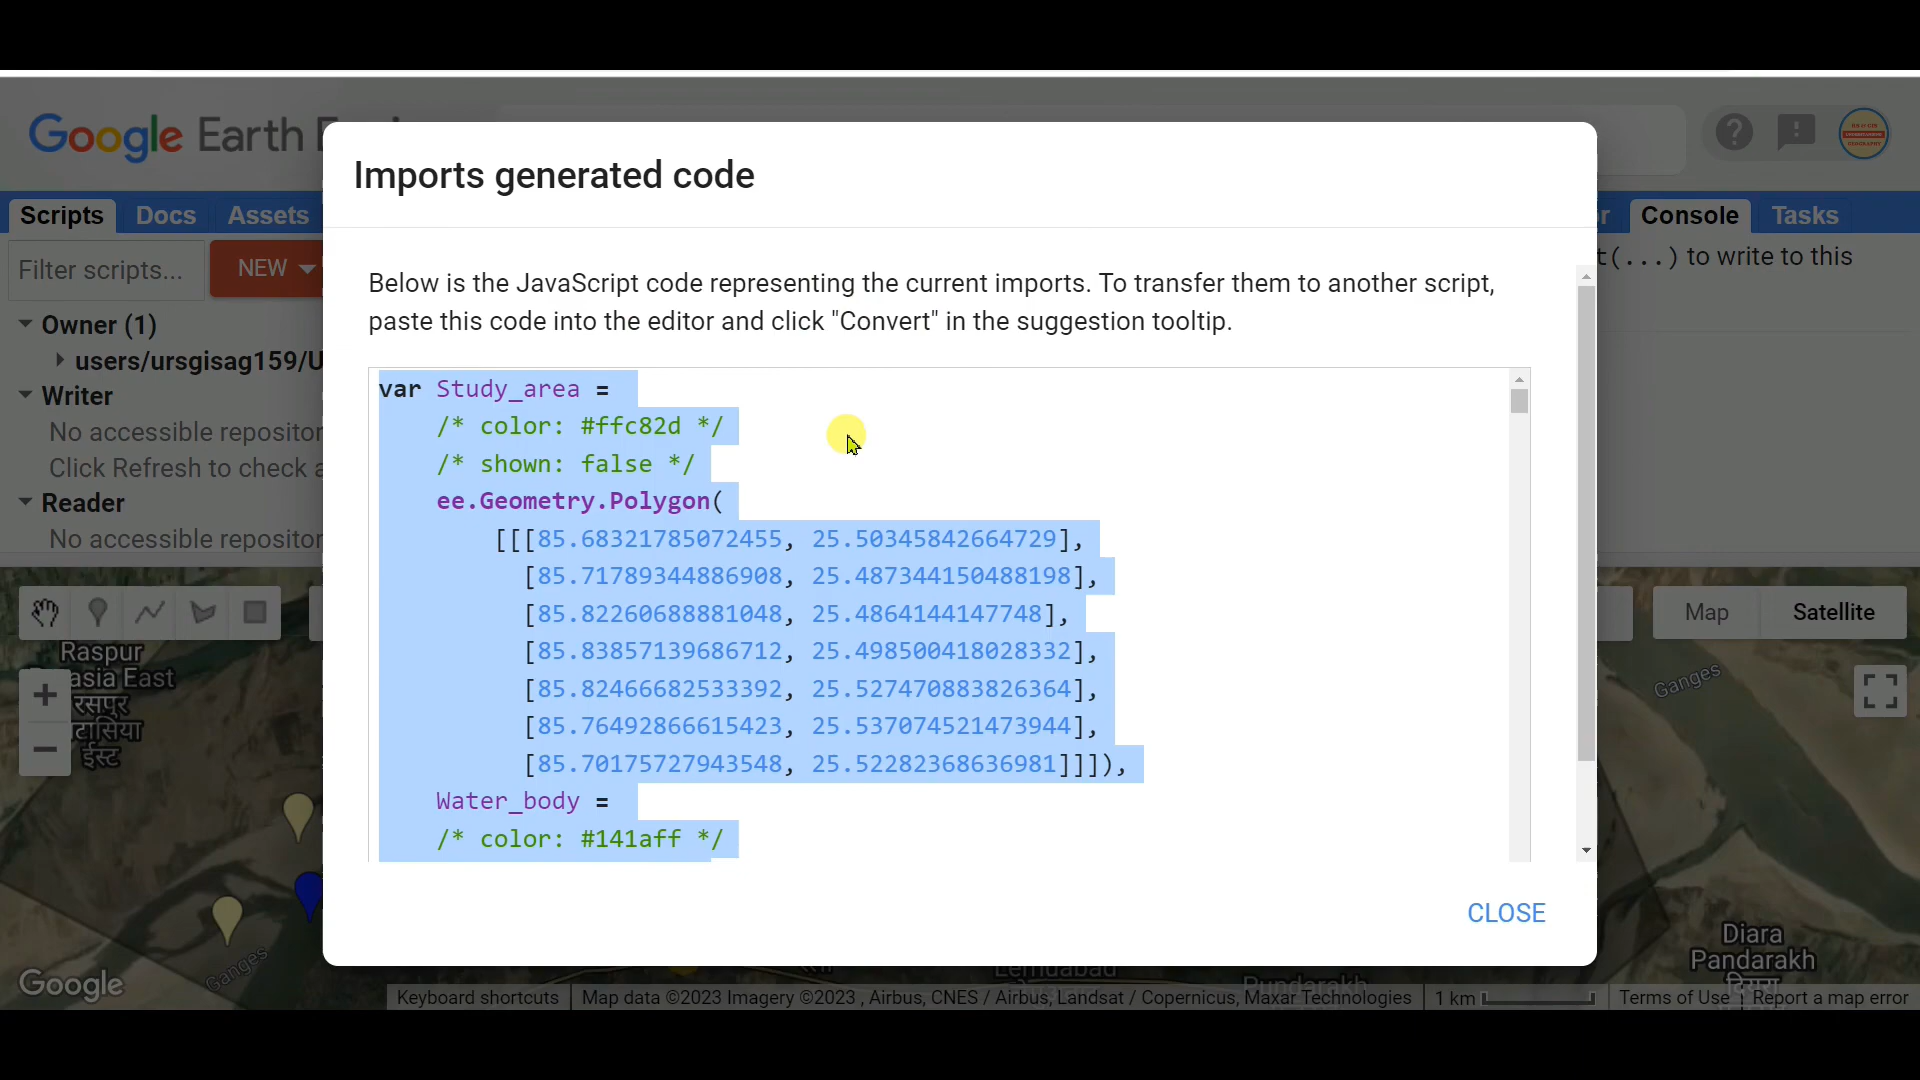 Google Earth E
Imports generated code
Scripts Docs Assets
r Console Tasks
Filter scripts...
NEW
t(...) to write to this
Below is the JavaScript code representing the current imports. To transfer them to another script,
paste this code into the editor and click "Convert" in the suggestion tooltip.
Owner (1)
users/ursgisag159/U
Writer
No accessible repositor
Click Refresh to check a
Reader
No accessible repositor
var Study_area =
/* color: #ffc82d */
/* shown: false */
ee.Geometry.Polygon(
[[[85.68321785072455, 25.50345842664729],
[85.71789344886908, 25.487344150488198],
[85.82260688881048, 25.4864144147748],
[85.83857139686712, 25.498500418028332],
[85.82466682533392, 25.527470883826364],
[85.76492866615423, 25.537074521473944],
[85.70175727943548, 25.52282368636981]]]),
Water_body =
/* color: #141aff */
CLOSE
Map Satellite
Raspur
asia East
रसपुर
टासिया
ईस्ट
Ganges
Ganges
Diara
Pandarakh
दियारा
Google
Keyboard shortcuts
Map data ©2023 Imagery ©2023 , Airbus, CNES / Airbus, Landsat / Copernicus, Maxar Technologies
1 km
Terms of Use
Report a map error